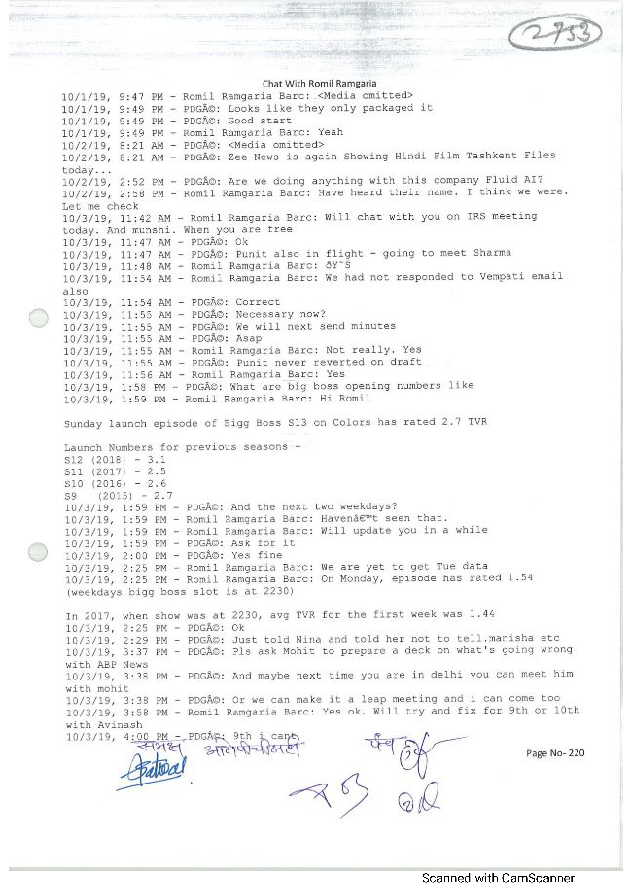 2753
Chat With Romil Ramgaria
10/1/19, 9:47 PM - Romil Ramgaria Barc: <Media omitted>
10/1/19, 9:49 PM - PDGÃ©: Looks like they only packaged it
10/1/19, 9:49 PM - PDGÃ©: Good start
10/1/19, 9:49 PM - Romil Ramgaria Barc: Yeah
10/2/19, 8:21 AM - PDGÃ©: <Media omitted>
10/2/19, 8:21 AM - PDGÃ©: Zee News is again Showing Hindi Film Tashkent Files
today...
10/2/19, 2:52 PM - PDGÃ©: Are we doing anything with this company Fluid AI?
10/2/19, 2:58 PM - Romil Ramgaria Barc: Have heard their name. I think we were.
Let me check
10/3/19, 11:42 AM - Romil Ramgaria Barc: Will chat with you on IRS meeting
today. And munshi. When you are free
10/3/19, 11:47 AM - PDGÃ©: Ok
10/3/19, 11:47 AM - PDGÃ©: Punit also in flight - going to meet Sharma
10/3/19, 11:48 AM - Romil Ramgaria Barc: ðŸ˜Š
10/3/19, 11:54 AM - Romil Ramgaria Barc: We had not responded to Vempati email
also
10/3/19, 11:54 AM - PDGÃ©: Correct
10/3/19, 11:55 AM - PDGÃ©: Necessary now?
10/3/19, 11:55 AM - PDGÃ©: We will next send minutes
10/3/19, 11:55 AM - PDGÃ©: Asap
10/3/19, 11:55 AM - Romil Ramgaria Barc: Not really. Yes
10/3/19, 11:55 AM - PDGÃ©: Punit never reverted on draft
10/3/19, 11:56 AM - Romil Ramgaria Barc: Yes
10/3/19, 1:58 PM - PDGÃ©: What are big boss opening numbers like
10/3/19, 1:59 PM - Romil Ramgaria Barc: Hi Romil
Sunday launch episode of Bigg Boss S13 on Colors has rated 2.7 TVR
Launch Numbers for previous seasons -
S12 (2018) - 3.1
S11 (2017) - 2.5
S10 (2016) - 2.6
S9 (2015) - 2.7
10/3/19, 1:59 PM - PDGÃ©: And the next two weekdays?
10/3/19, 1:59 PM - Romil Ramgaria Barc: Havenâ€™t seen that.
10/3/19, 1:59 PM - Romil Ramgaria Barc: Will update you in a while
10/3/19, 1:59 PM - PDGÃ©: Ask for it
10/3/19, 2:00 PM - PDGÃ©: Yes fine
10/3/19, 2:25 PM - Romil Ramgaria Barc: We are yet to get Tue data
10/3/19, 2:25 PM - Romil Ramgaria Barc: On Monday, episode has rated 1.54
(weekdays bigg boss slot is at 2230)
In 2017, when show was at 2230, avg TVR for the first week was 1.44
10/3/19, 2:25 PM - PDGÃ©: Ok
10/3/19, 2:29 PM - PDGÃ©: Just told Nina and told her not to tell.manisha etc
10/3/19, 3:37 PM - PDGÃ©: Pls ask Mohit to prepare a deck on what's going wrong
with ABP News
10/3/19, 3:38 PM - PDGÃ©: And maybe next time you are in delhi you can meet him
with mohit
10/3/19, 3:38 PM - PDGÃ©: Or we can make it a leap meeting and i can come too
10/3/19, 3:58 PM - Romil Ramgaria Barc: Yes ok. Will try and fix for 9th or 10th
with Avinash
10/3/19, 4:00 PM - PDGÃ©: 9th i cant
समक्ष पंच
Page No- 220
Scanned with CamScanner